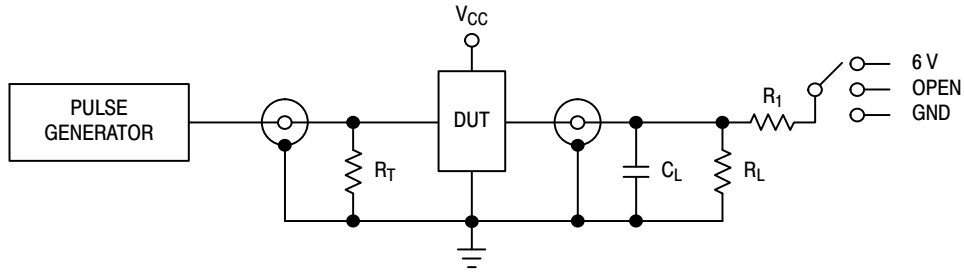 V_CC
PULSE
GENERATOR
R_T
DUT
C_L
R_L
R_1
6 V
OPEN
GND